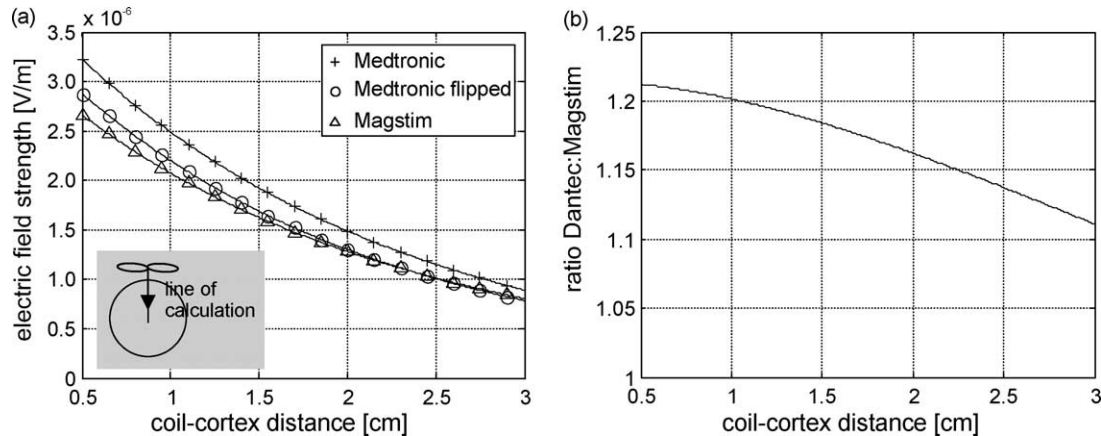 (a)
x 10-6
3.5
3.0
2.5
2.0
1.5
1.0
0.5
0
electric field strength [V/m]
Medtronic
Medtronic flipped
Magstim
line of
calculation
0.5 1 1.5 2 2.5 3
coil-cortex distance [cm]
(b)
1.25
1.2
1.15
1.1
1.05
1
ratio Dantec:Magstim
0.5 1 1.5 2 2.5 3
coil-cortex distance [cm]